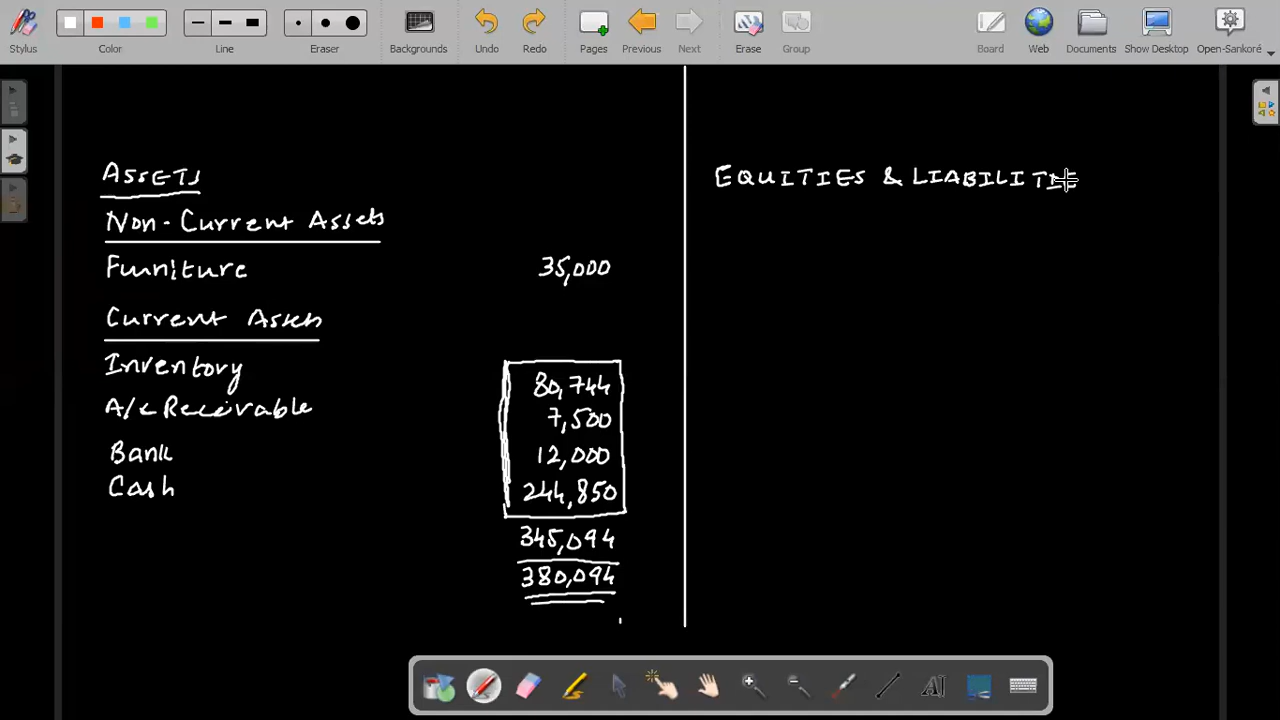 Stylus
Color
Line
Eraser
Backgrounds
Undo
Redo
Pages
Previous
Next
Erase
Group
Board
Web
Documents
Show Desktop
Open-Sankoré
ASSETS
Non-Current Assets
Furniture 35,000
Current Assets
Inventory 80,744
A/c Receivable 7,500
Bank 12,000
Cash 244,850
345,094
380,094
EQUITIES & LIABILITIE